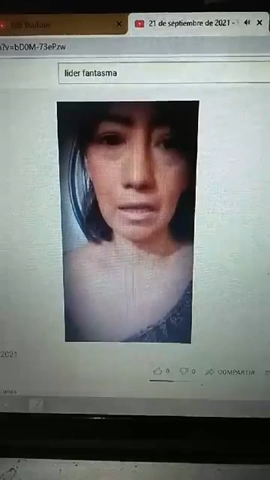 21 de septiembre de 2021 -
?v=bD0M-73ePzw
lider fantasma
2021
0
0
COMPARTIR